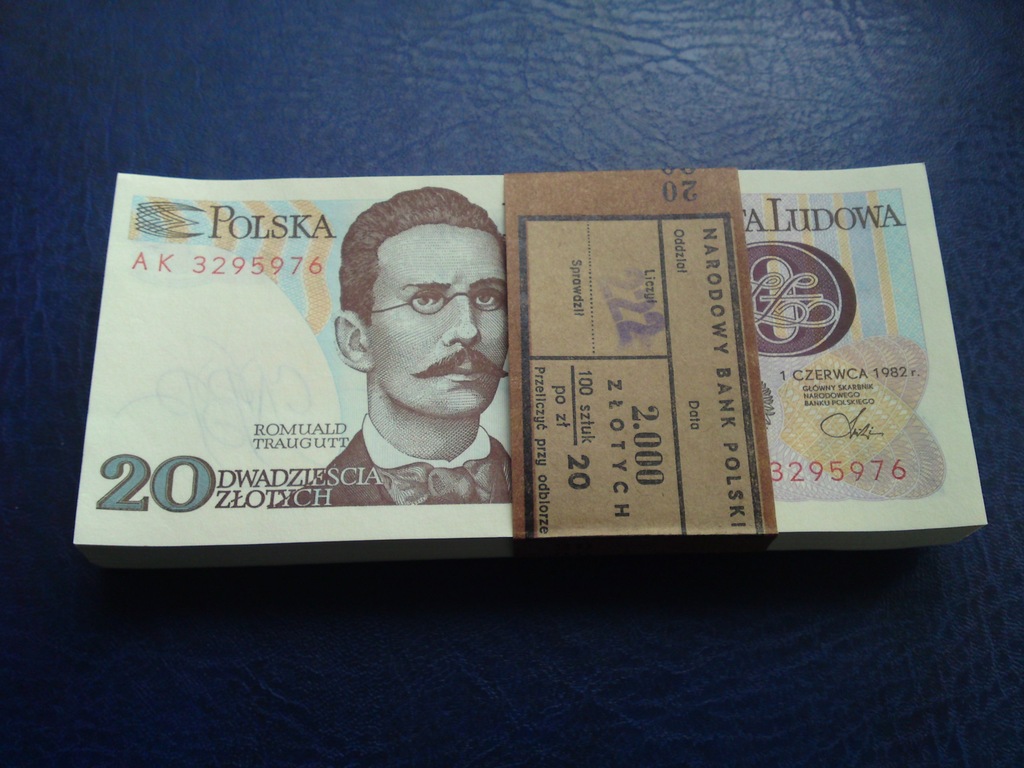 POLSKA
AK 3295976
ROMUALD
TRAUGUTT
20 DWADZIEŚCIA
ZŁOTYCH
20
NARODOWY BANK POLSKI
Oddział
Data
Liczył
Sprawdził
2.000
ZŁOTYCH
100 sztuk
po zł 20
Przeliczyć przy odbiorze
LUDOWA
1 CZERWCA 1982 r.
GŁÓWNY SKARBNIK
NARODOWEGO
BANKU POLSKIEGO
3295976